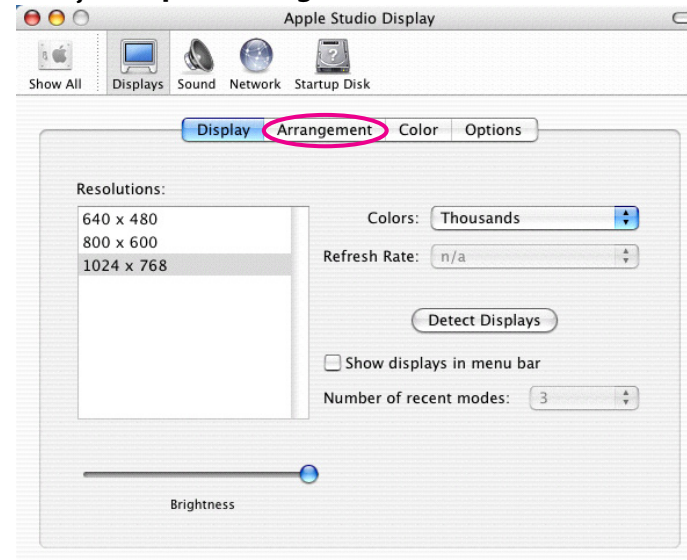 Apple Studio Display
Show All Displays Sound Network Startup Disk
Display Arrangement Color Options
Resolutions:
640 x 480
800 x 600
1024 x 768
Colors: Thousands
Refresh Rate: n/a
Detect Displays
Show displays in menu bar
Number of recent modes: 3
Brightness